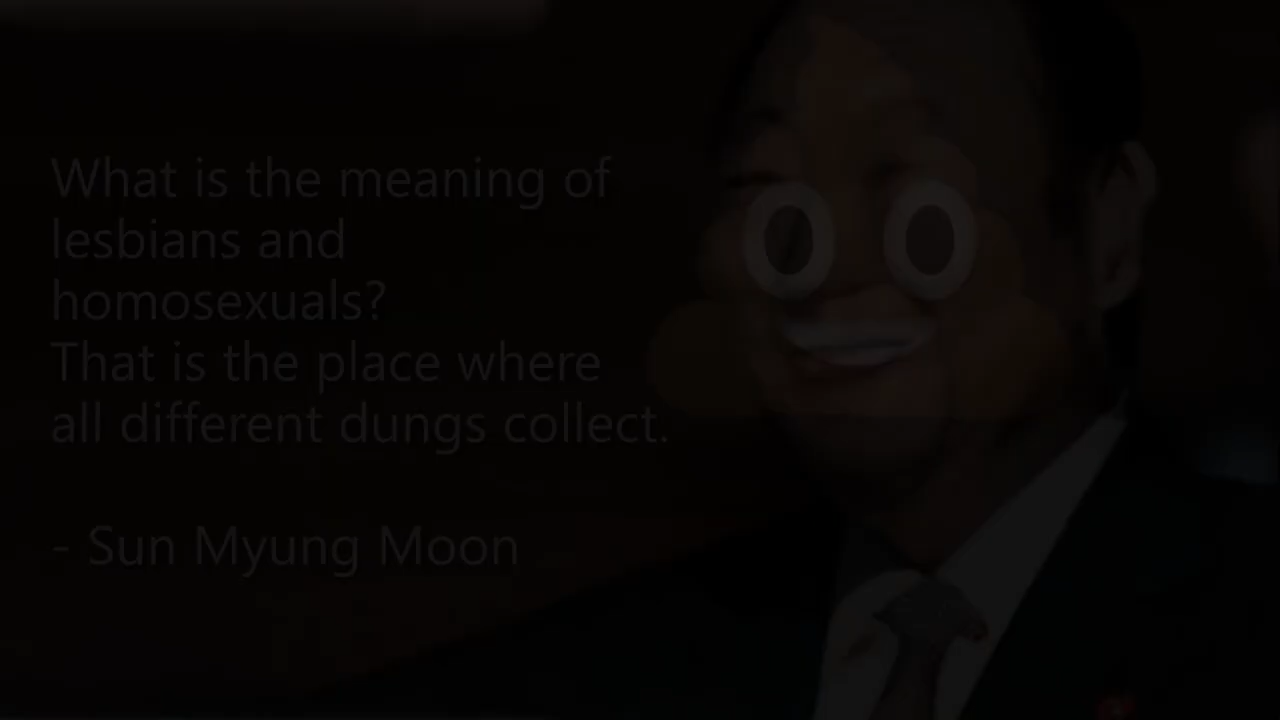 What is the meaning of
lesbians and
homosexuals?
That is the place where
all different dungs collect.
- Sun Myung Moon